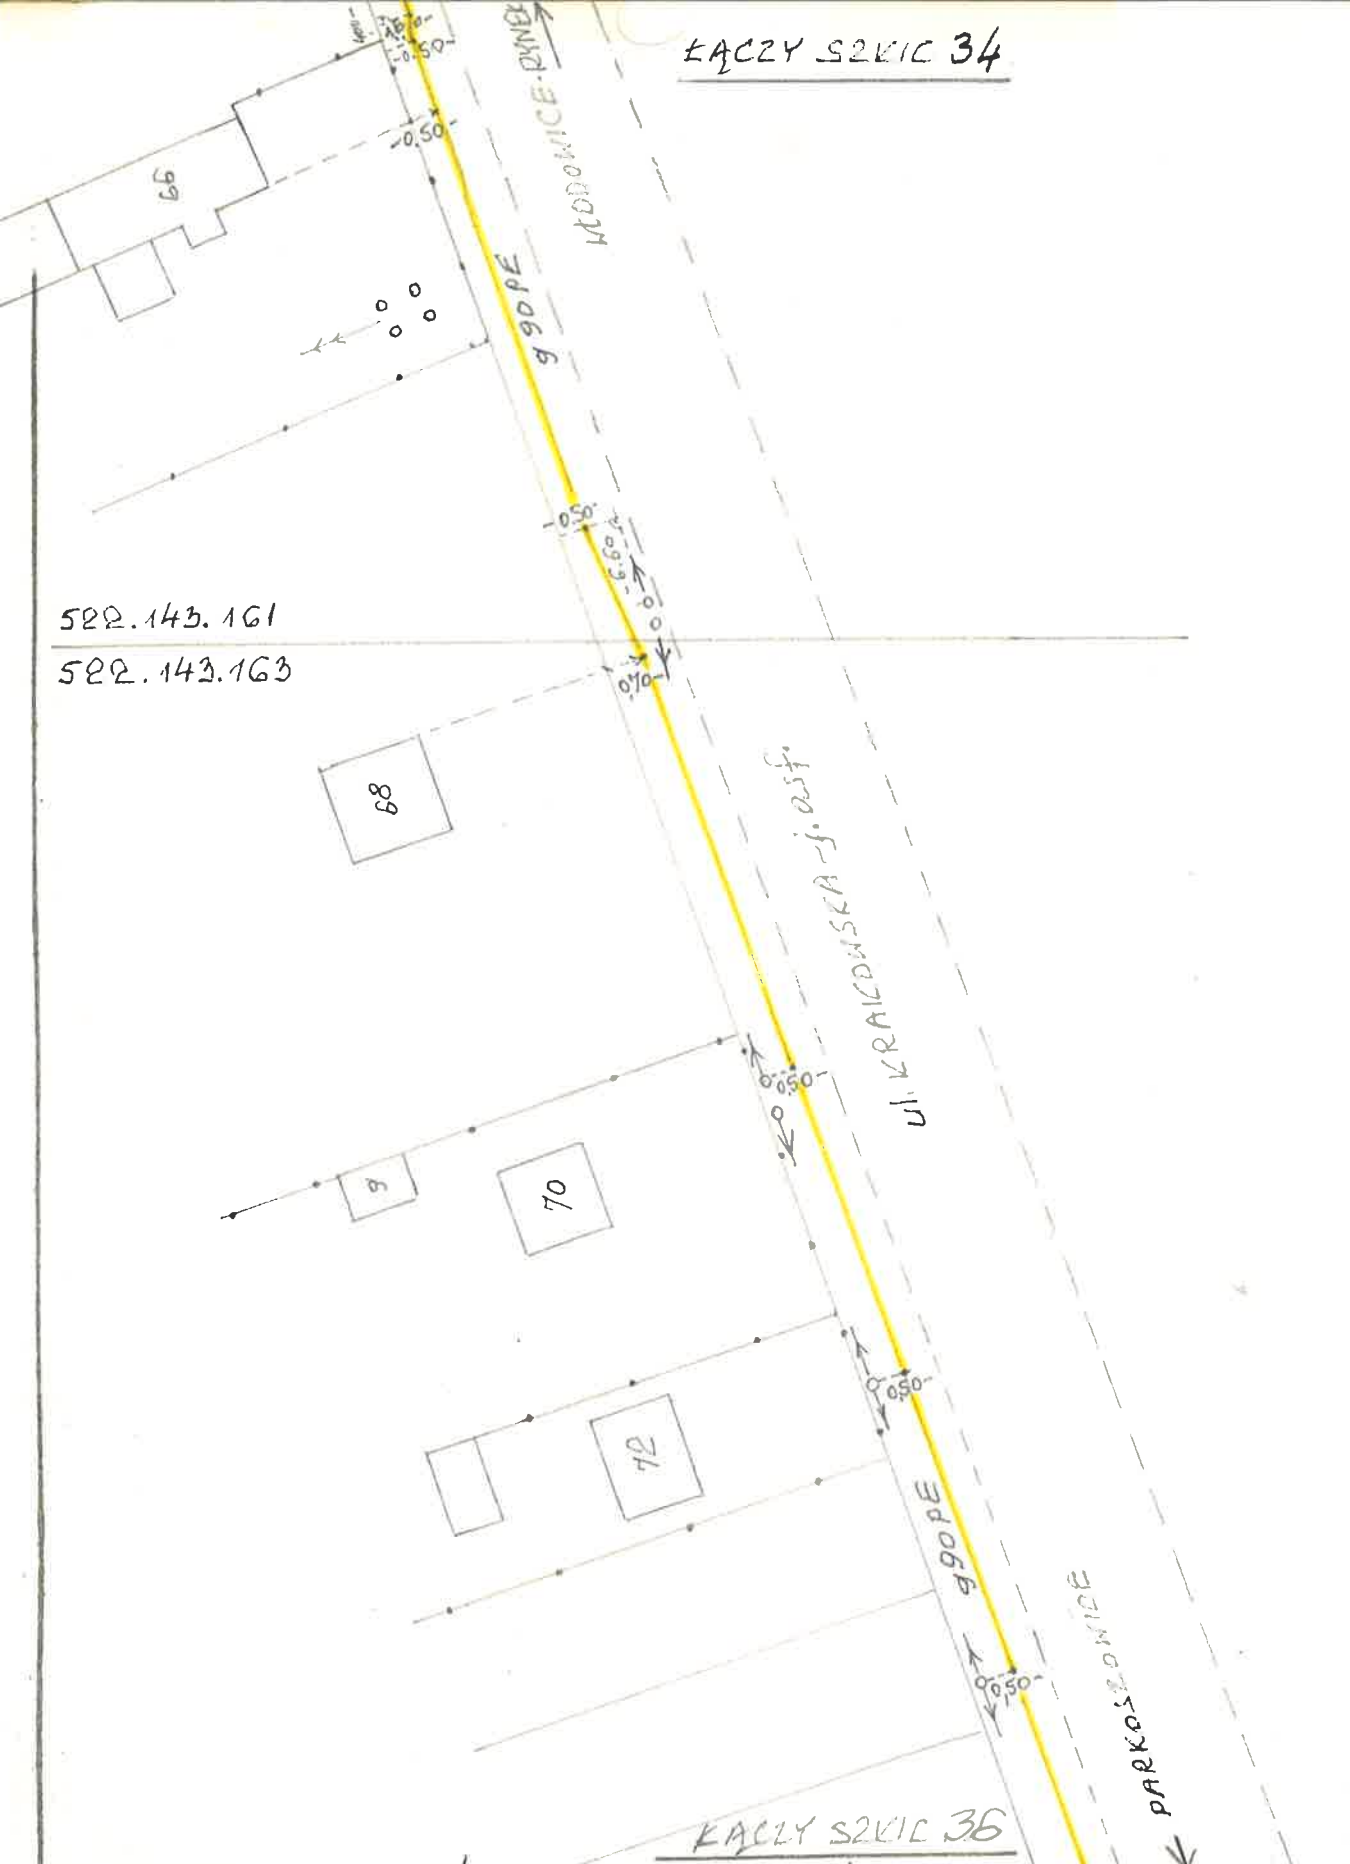 ŁĄCZY SZKIC 34
-0.50-
-0.50-
WŁODOWICE-RYNEK
66
g 90 PE
-0.50-
-6.60-
522.143.161
522.143.163
0.70-
68
ul. KRAKOWSKA-j.asf.
0.50-
g
70
0.50-
72
g 90 PE
0.50-
PARKOSZOWICE
ŁĄCZY SZKIC 36